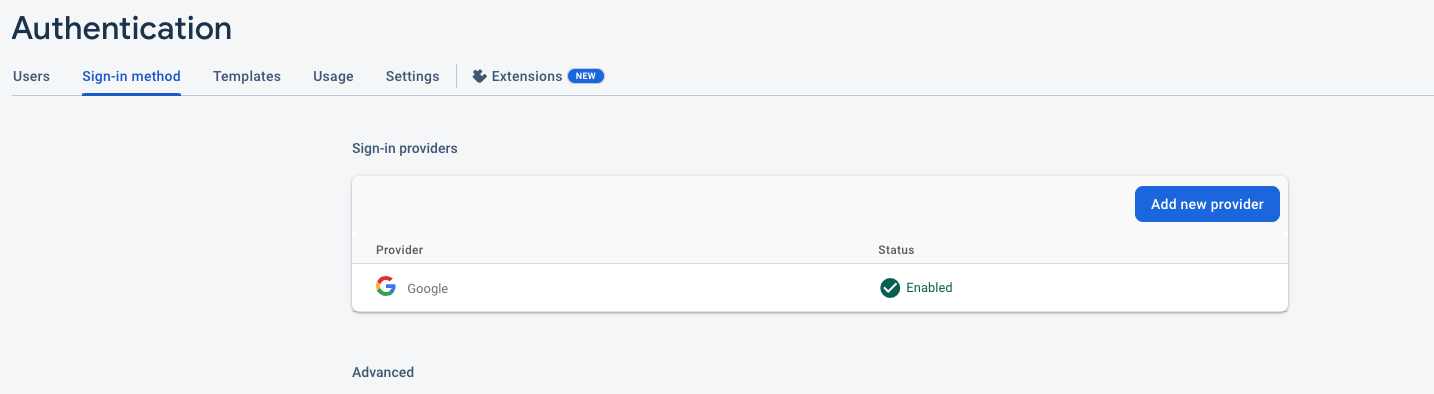 Authentication
Users Sign-in method Templates Usage Settings Extensions NEW
Sign-in providers
Add new provider
Provider Status
Google Enabled
Advanced